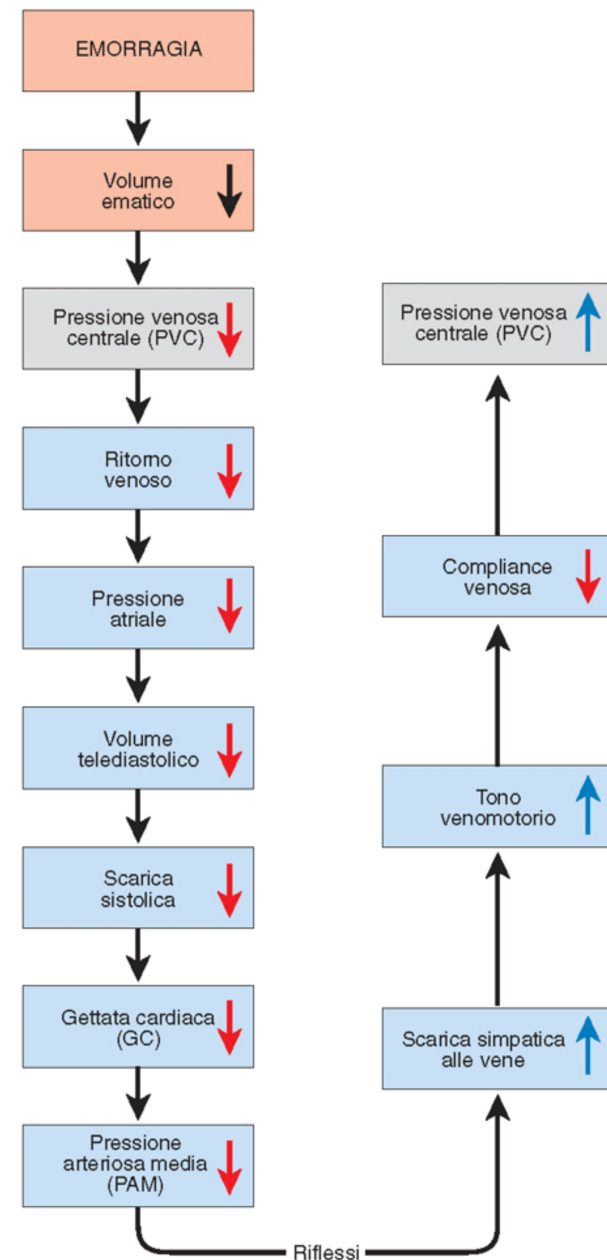 EMORRAGIA
Volume
ematico
Pressione venosa
centrale (PVC)
Ritorno
venoso
Pressione
atriale
Volume
telediastolico
Scarica
sistolica
Gettata cardiaca
(GC)
Pressione
arteriosa media
(PAM)
Riflessi
Scarica simpatica
alle vene
Tono
venomotorio
Compliance
venosa
Pressione venosa
centrale (PVC)